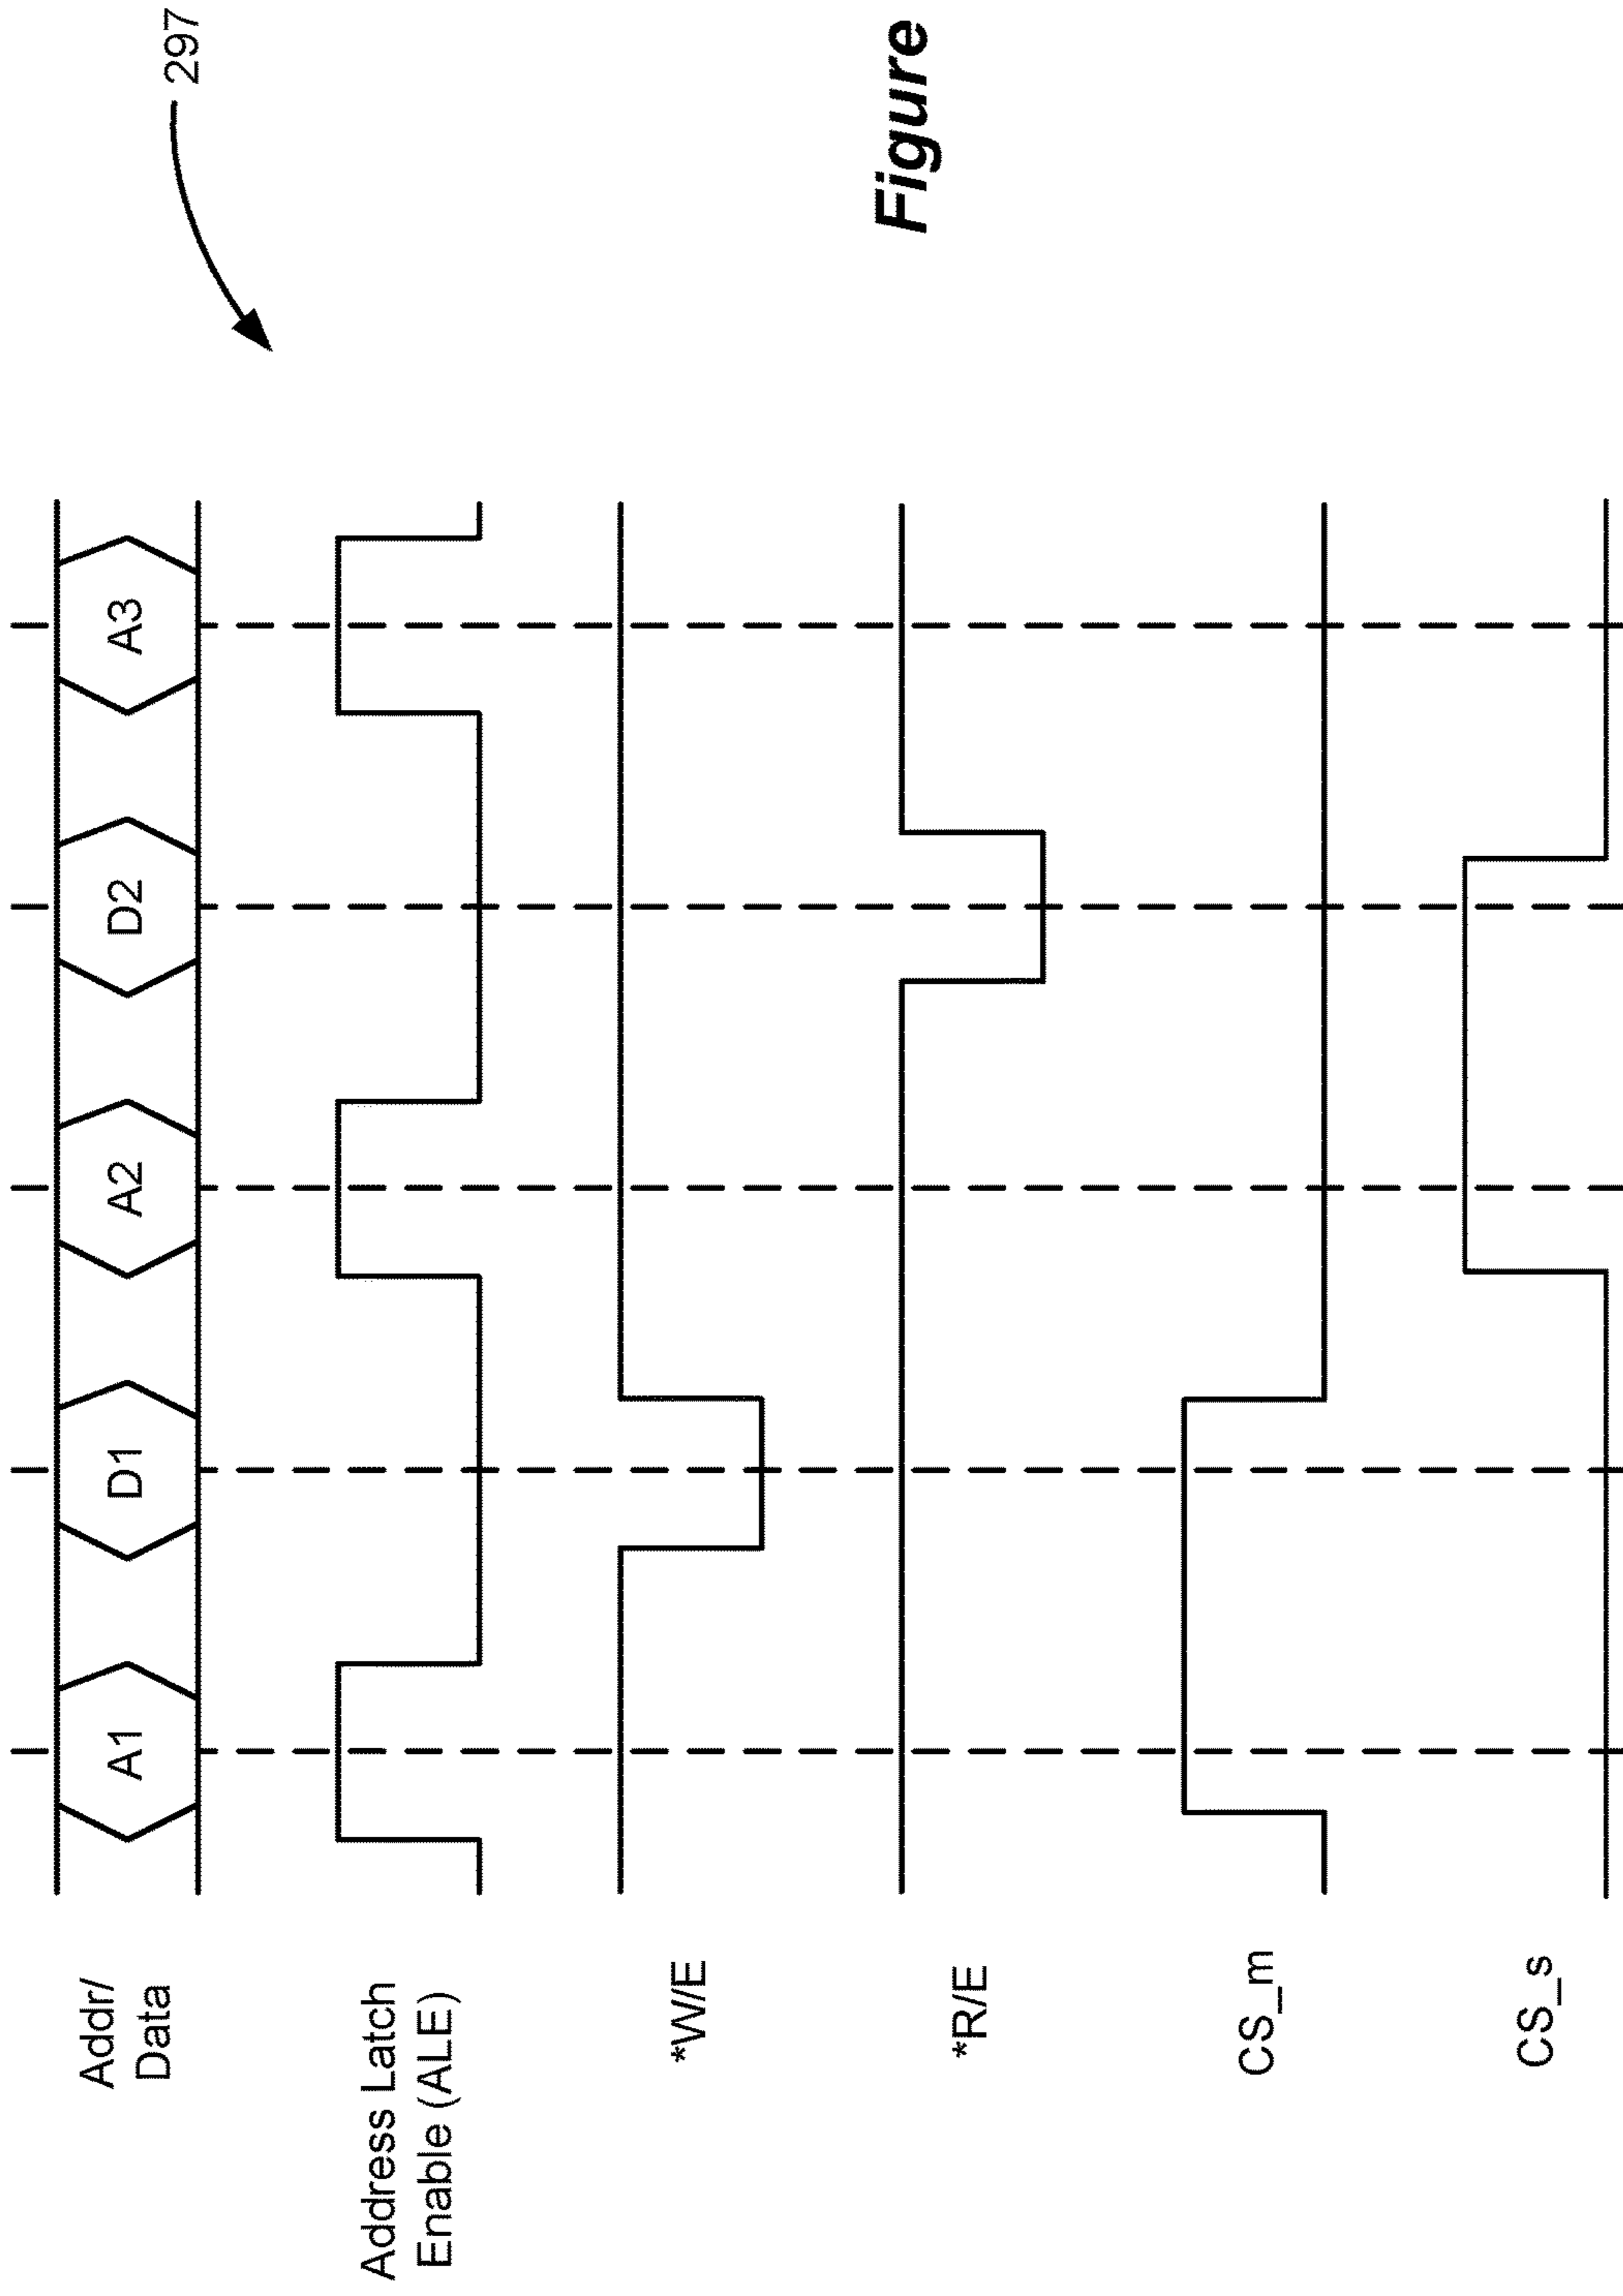 297
Addr/
Data
A1
D1
A2
D2
A3
Address Latch
Enable (ALE)
*W/E
*R/E
CS_m
CS_s
Figure